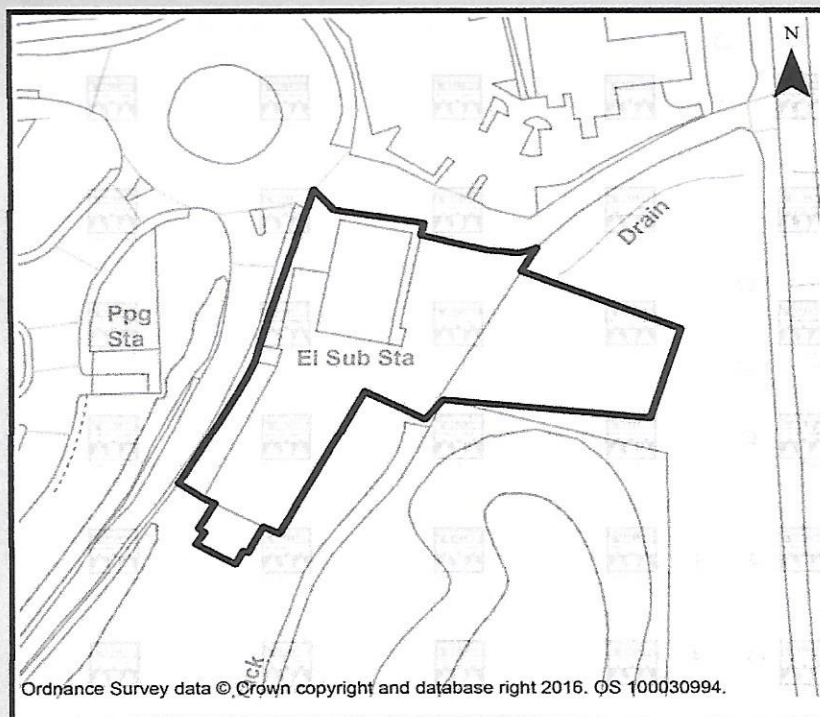 N
Drain
Ppg
Sta
El Sub Sta
Ordnance Survey data © Crown copyright and database right 2016. OS 100030994.